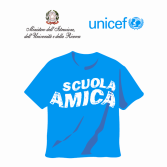 Ministero dell'Istruzione,
dell'Università e della Ricerca
unicef
SCUOLA
AMICA